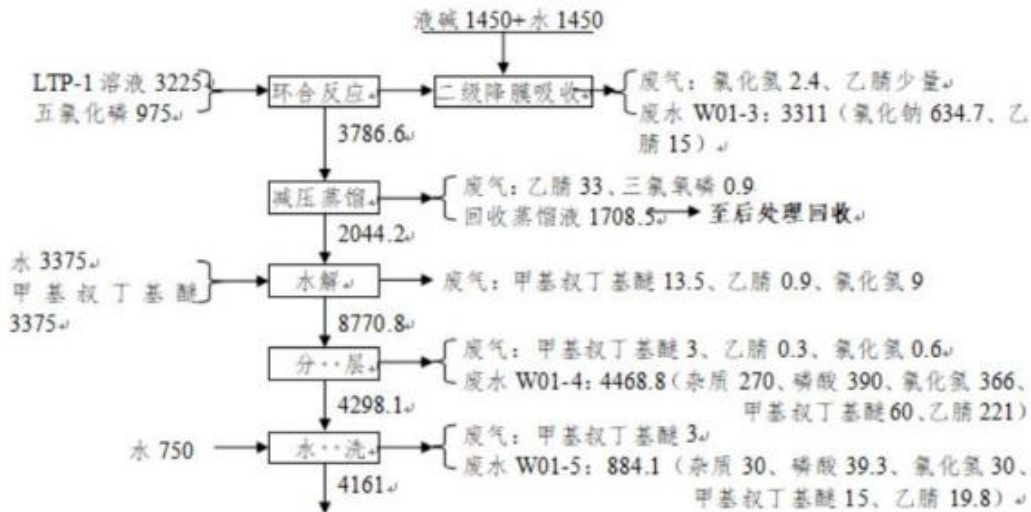 液碱 1450+水 1450
LTP-1 溶液 3225
五氯化磷 975
环合反应
二级降膜吸收
废气：氯化氢 2.4、乙腈少量
废水 W01-3：3311（氯化钠 634.7、乙
腈 15）
3786.6
减压蒸馏
废气：乙腈 33、三氯氧磷 0.9
回收蒸馏液 1708.5
至后处理回收
2044.2
水 3375
甲基叔丁基醚
3375
水解
废气：甲基叔丁基醚 13.5、乙腈 0.9、氯化氢 9
8770.8
分··层
废气：甲基叔丁基醚 3、乙腈 0.3、氯化氢 0.6
废水 W01-4：4468.8（杂质 270、磷酸 390、氯化氢 366、
甲基叔丁基醚 60、乙腈 221）
4298.1
水 750
水··洗
废气：甲基叔丁基醚 3
废水 W01-5：884.1（杂质 30、磷酸 39.3、氯化氢 30、
甲基叔丁基醚 15、乙腈 19.8）
4161